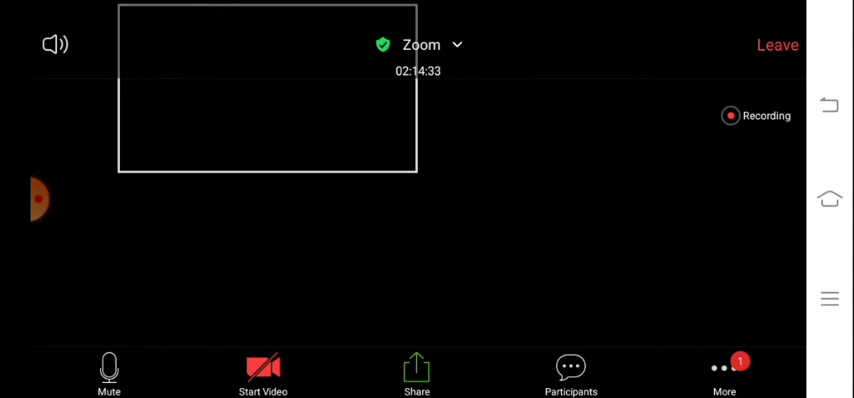 Zoom
Leave
02:14:33
Recording
1
Mute
Start Video
Share
Participants
More